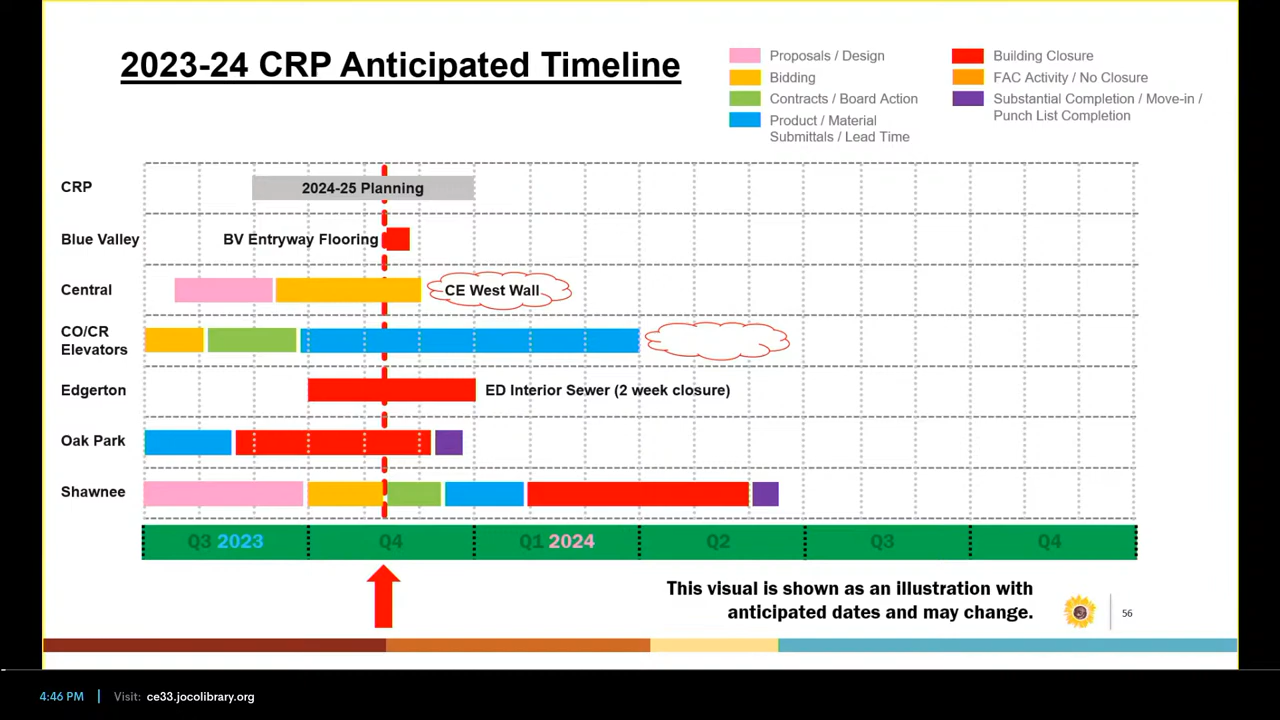 2023-24 CRP Anticipated Timeline
Proposals / Design
Bidding
Contracts / Board Action
Product / Material
Submittals / Lead Time
Building Closure
FAC Activity / No Closure
Substantial Completion / Move-in /
Punch List Completion
CRP
2024-25 Planning
Blue Valley
BV Entryway Flooring
Central
CE West Wall
CO/CR
Elevators
Edgerton
ED Interior Sewer (2 week closure)
Oak Park
Shawnee
Q3 2023
Q4
Q1 2024
Q2
Q3
Q4
This visual is shown as an illustration with
anticipated dates and may change.
56
4:46 PM | Visit: ce33.jocolibrary.org